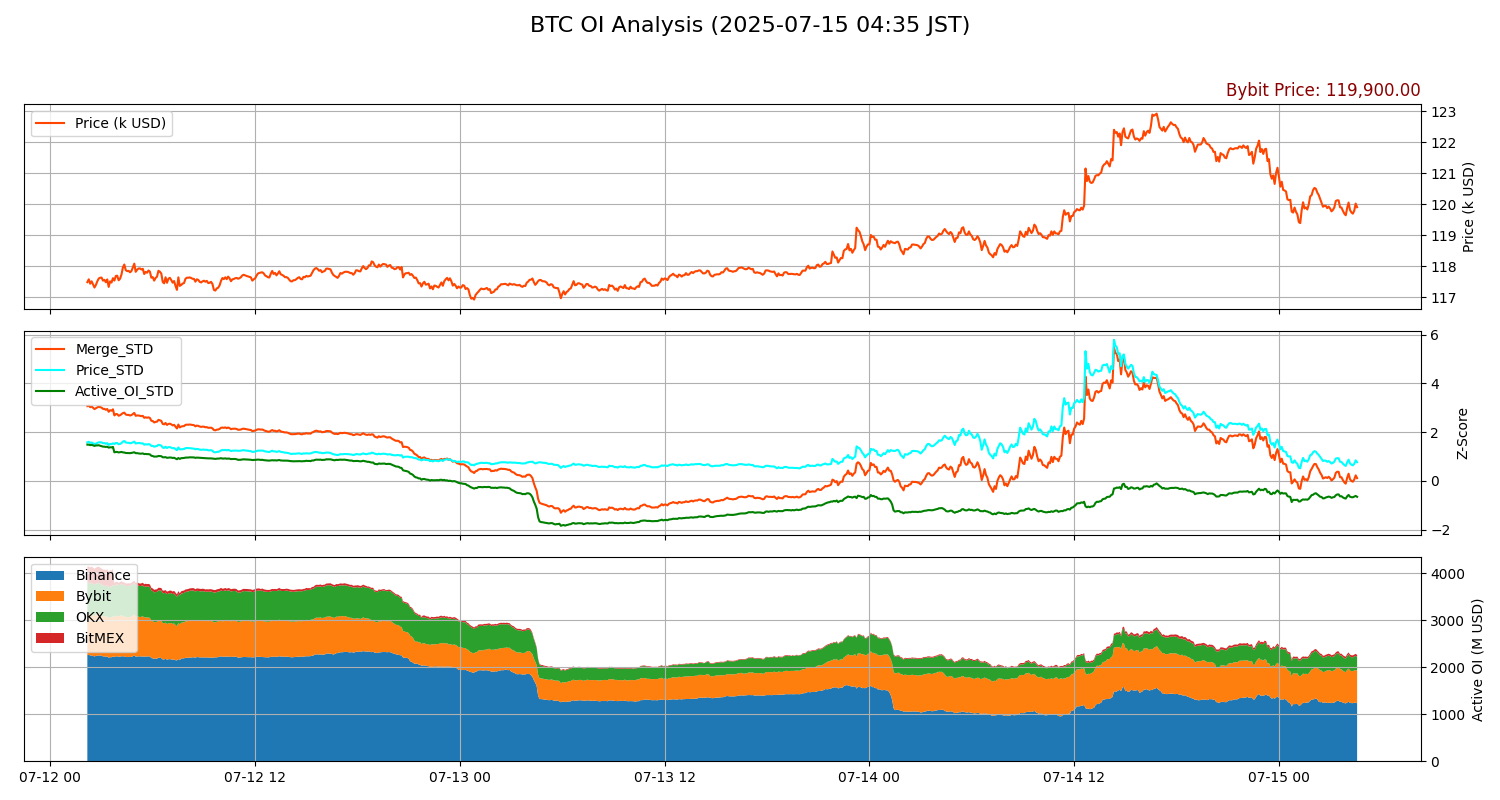 BTC OI Analysis (2025-07-15 04:35 JST)
Bybit Price: 119,900.00
Price (k USD)
123
122
121
120
119
118
117
Price (k USD)
Merge_STD
Price_STD
Active_OI_STD
6
4
2
0
−2
Z-Score
Binance
Bybit
OKX
BitMEX
4000
3000
2000
1000
0
Active OI (M USD)
07-12 00
07-12 12
07-13 00
07-13 12
07-14 00
07-14 12
07-15 00